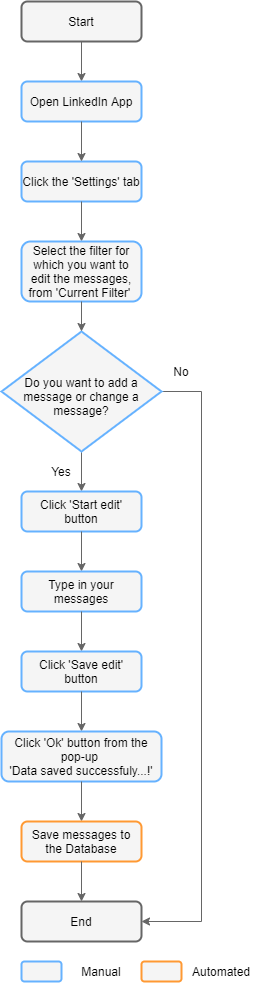 Start
Open LinkedIn App
Click the 'Settings' tab
Select the filter for
which you want to
edit the messages,
from 'Current Filter'
Do you want to add a
message or change a
message?
No
Yes
Click 'Start edit'
button
Type in your
messages
Click 'Save edit'
button
Click 'Ok' button from the
pop-up
'Data saved successfuly...!'
Save messages to
the Database
End
Manual
Automated